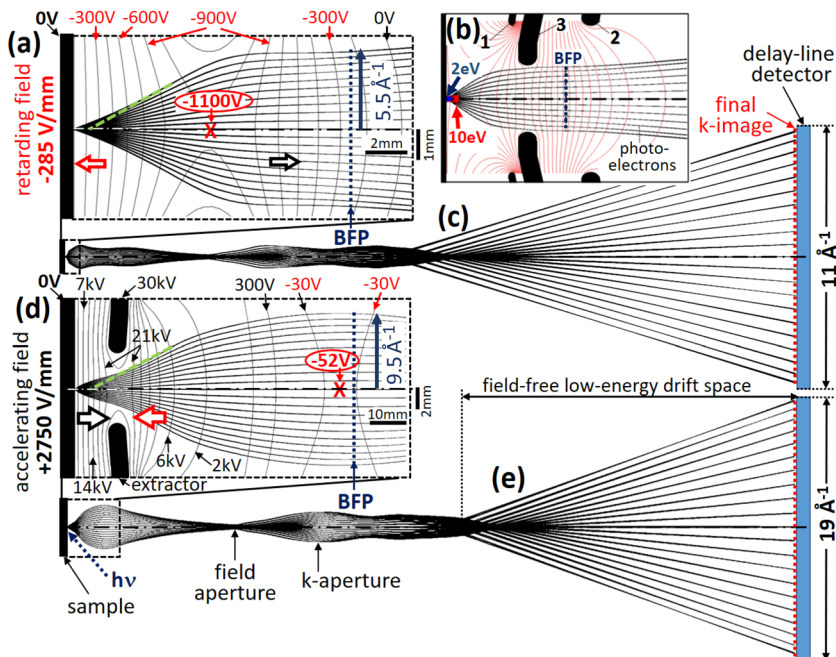 (a)
0V
-300V
-600V
-900V
-300V
0V
retarding field
-285 V/mm
-1100V
X
5.5 Å-1
2mm
1mm
BFP
(b)
1
3
2
BFP
2eV
10eV
photo-
electrons
delay-line
detector
final
k-image
(c)
11 Å-1
(d)
0V
7kV
30kV
300V
-30V
-30V
21kV
accelerating field
+2750 V/mm
-52V
X
9.5 Å-1
10mm
2mm
6kV
2kV
14kV
extractor
BFP
field-free low-energy drift space
(e)
hν
sample
field
aperture
k-aperture
19 Å-1